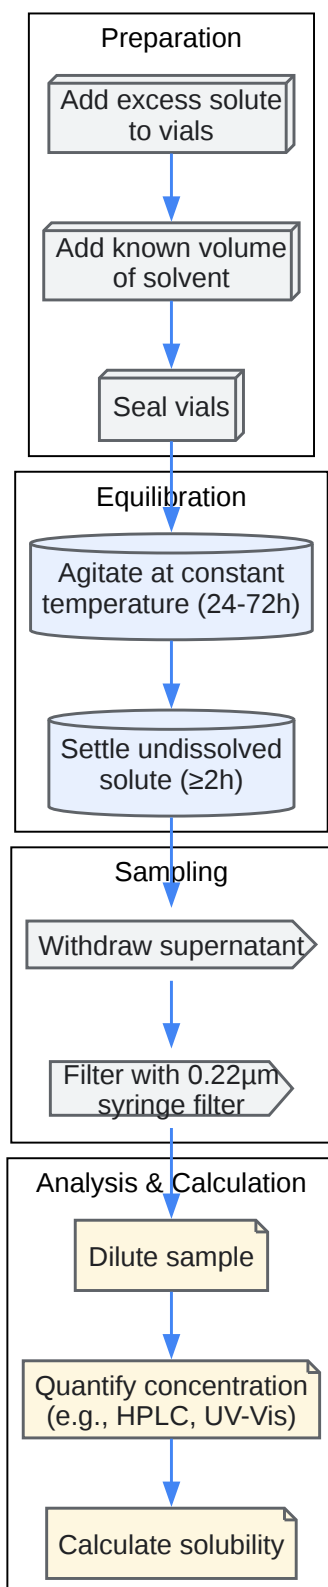 Preparation
Add excess solute
to vials
Add known volume
of solvent
Seal vials
Equilibration
Agitate at constant
temperature (24-72h)
Settle undissolved
solute (≥2h)
Sampling
Withdraw supernatant
Filter with 0.22µm
syringe filter
Analysis & Calculation
Dilute sample
Quantify concentration
(e.g., HPLC, UV-Vis)
Calculate solubility